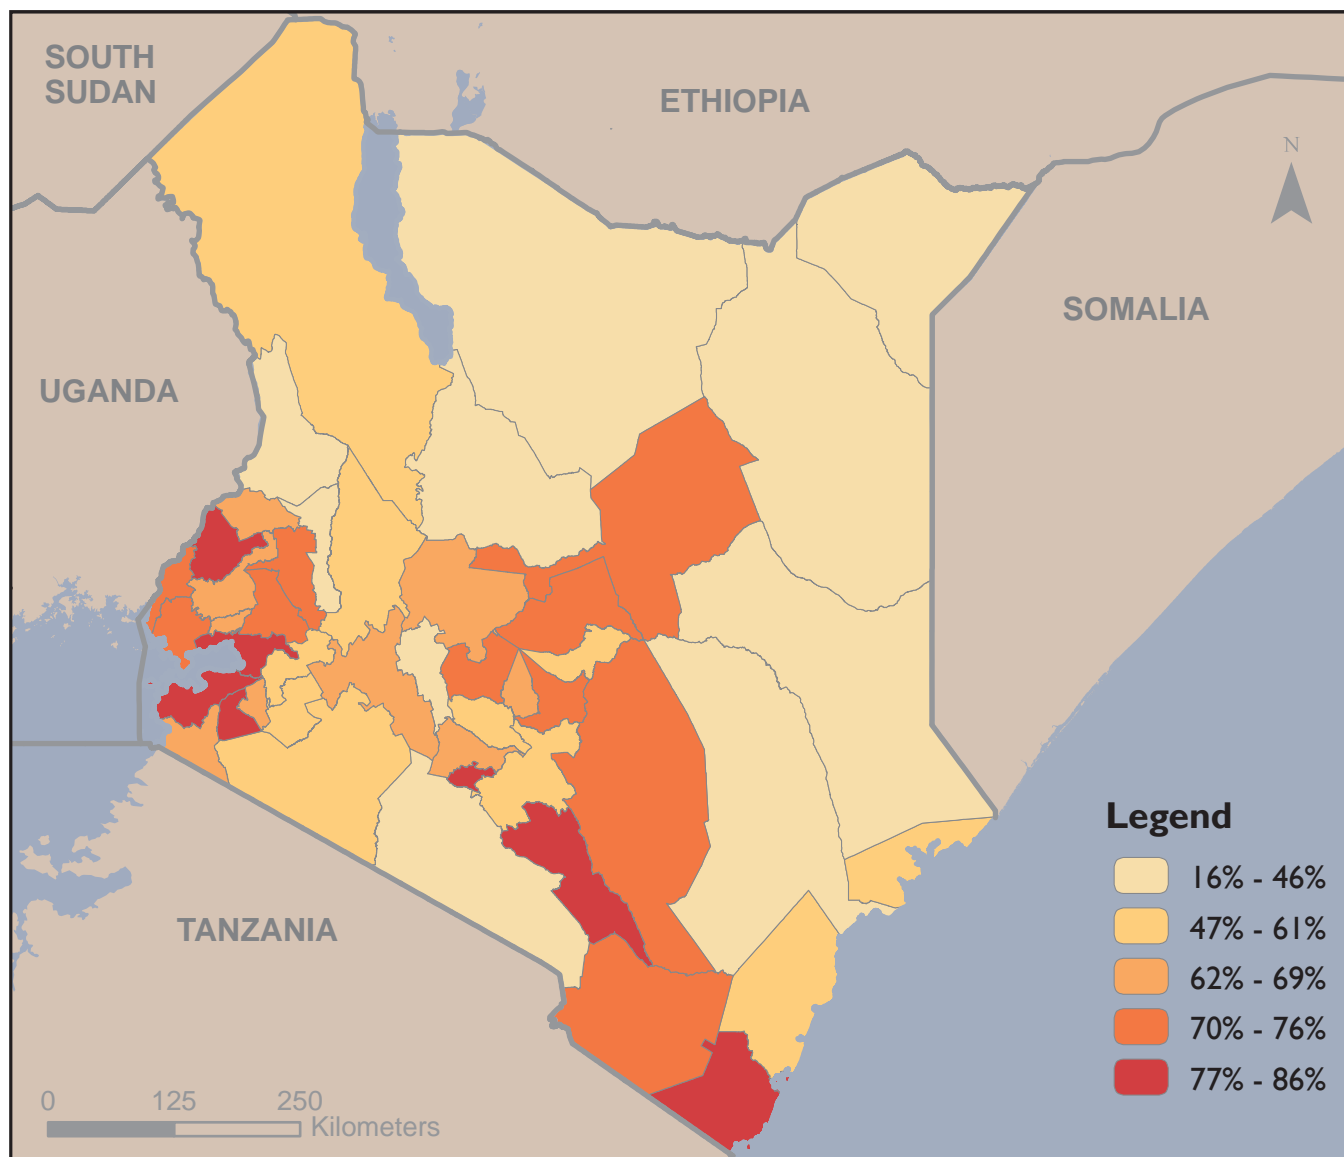 SOUTH
SUDAN
ETHIOPIA
N
SOMALIA
UGANDA
TANZANIA
Legend
16% - 46%
47% - 61%
62% - 69%
70% - 76%
77% - 86%
0 125 250
Kilometers